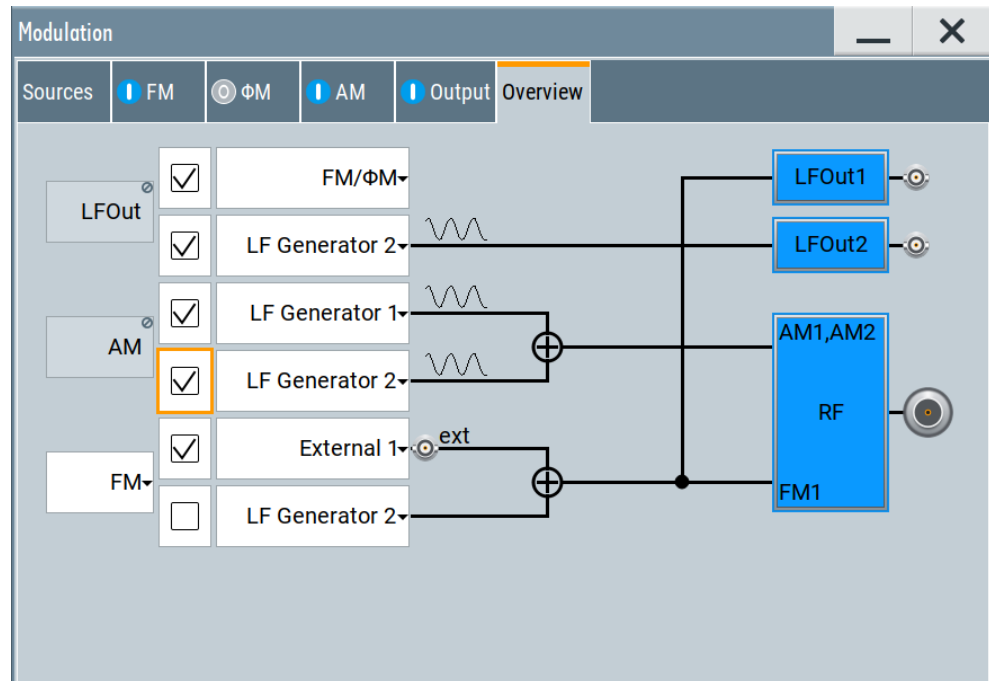 Modulation
Sources FM ΦM AM Output Overview
FM/ΦM
LFOut1
LFOut
LF Generator 2
LFOut2
LF Generator 1
AM
AM1,AM2
LF Generator 2
RF
External 1
ext
FM
FM1
LF Generator 2